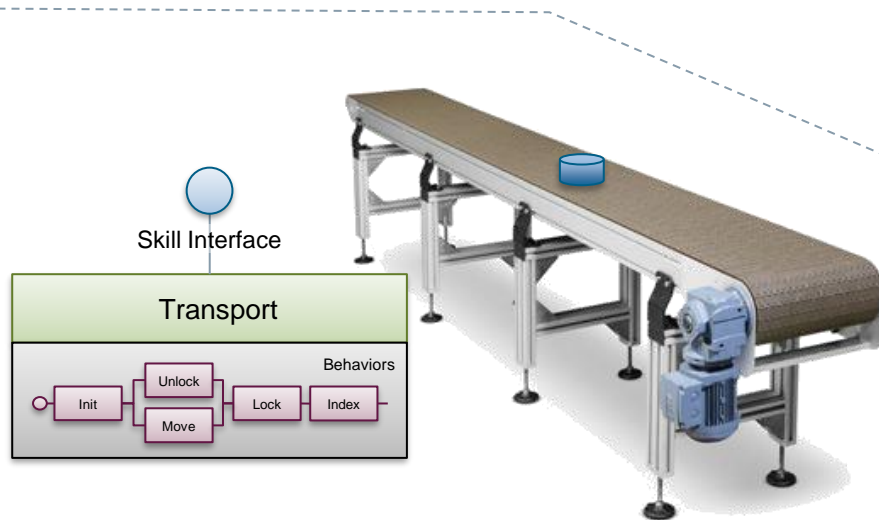 Skill Interface
Transport
Behaviors
Unlock
Init
Lock
Index
Move